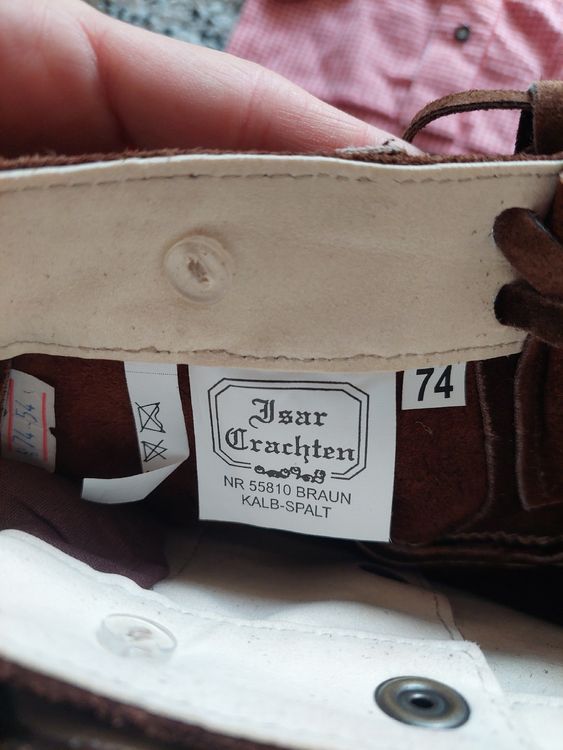 Isar
Trachten
NR 55810 BRAUN
KALB-SPALT
74